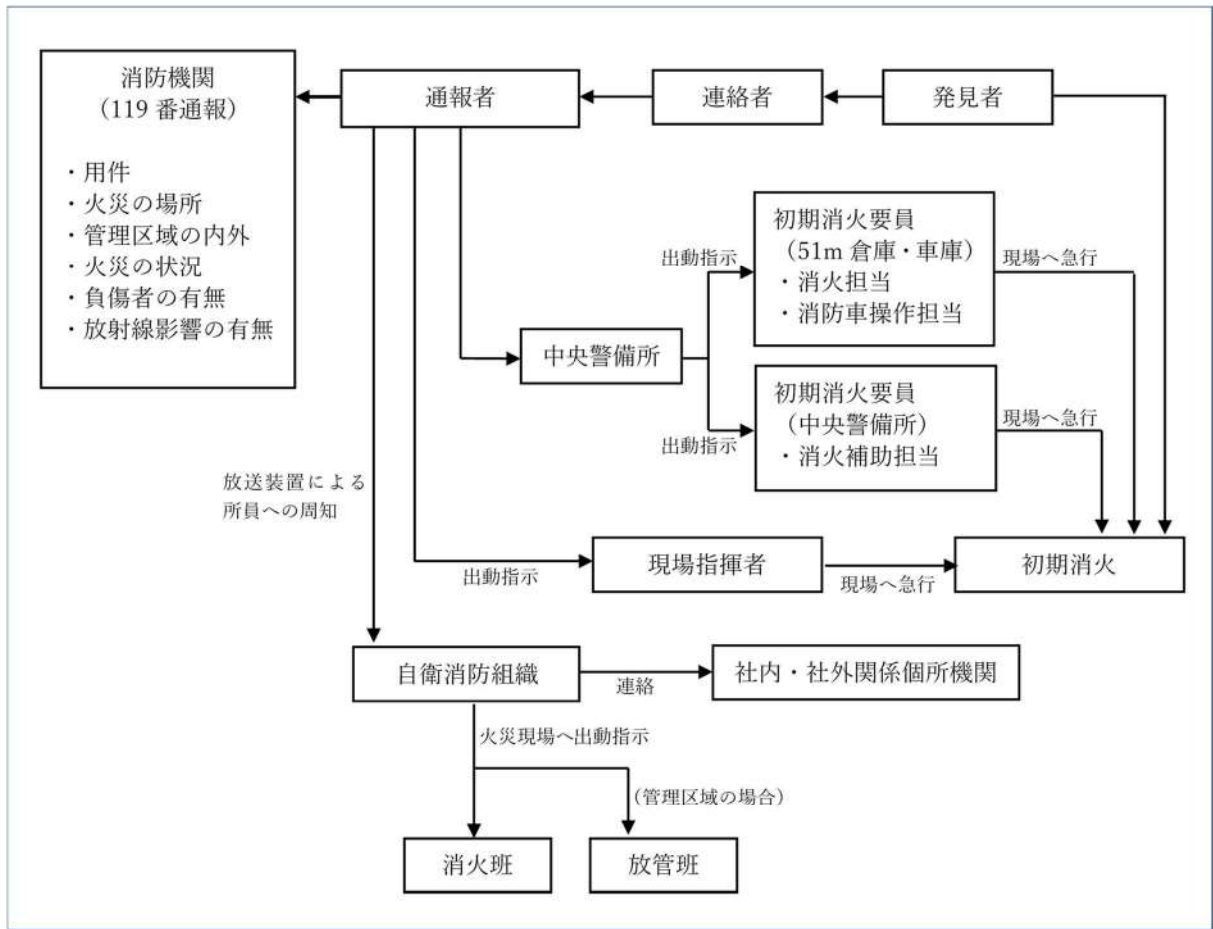 消防機関
（119 番通報）
・用件
・火災の場所
・管理区域の内外
・火災の状況
・負傷者の有無
・放射線影響の有無
通報者
連絡者
発見者
初期消火要員
（51m 倉庫・車庫）
・消火担当
・消防車操作担当
出動指示
現場へ急行
中央警備所
初期消火要員
（中央警備所）
・消火補助担当
出動指示
現場へ急行
放送装置による
所員への周知
出動指示
現場指揮者
現場へ急行
初期消火
自衛消防組織
連絡
社内・社外関係個所機関
火災現場へ出動指示
（管理区域の場合）
消火班
放管班